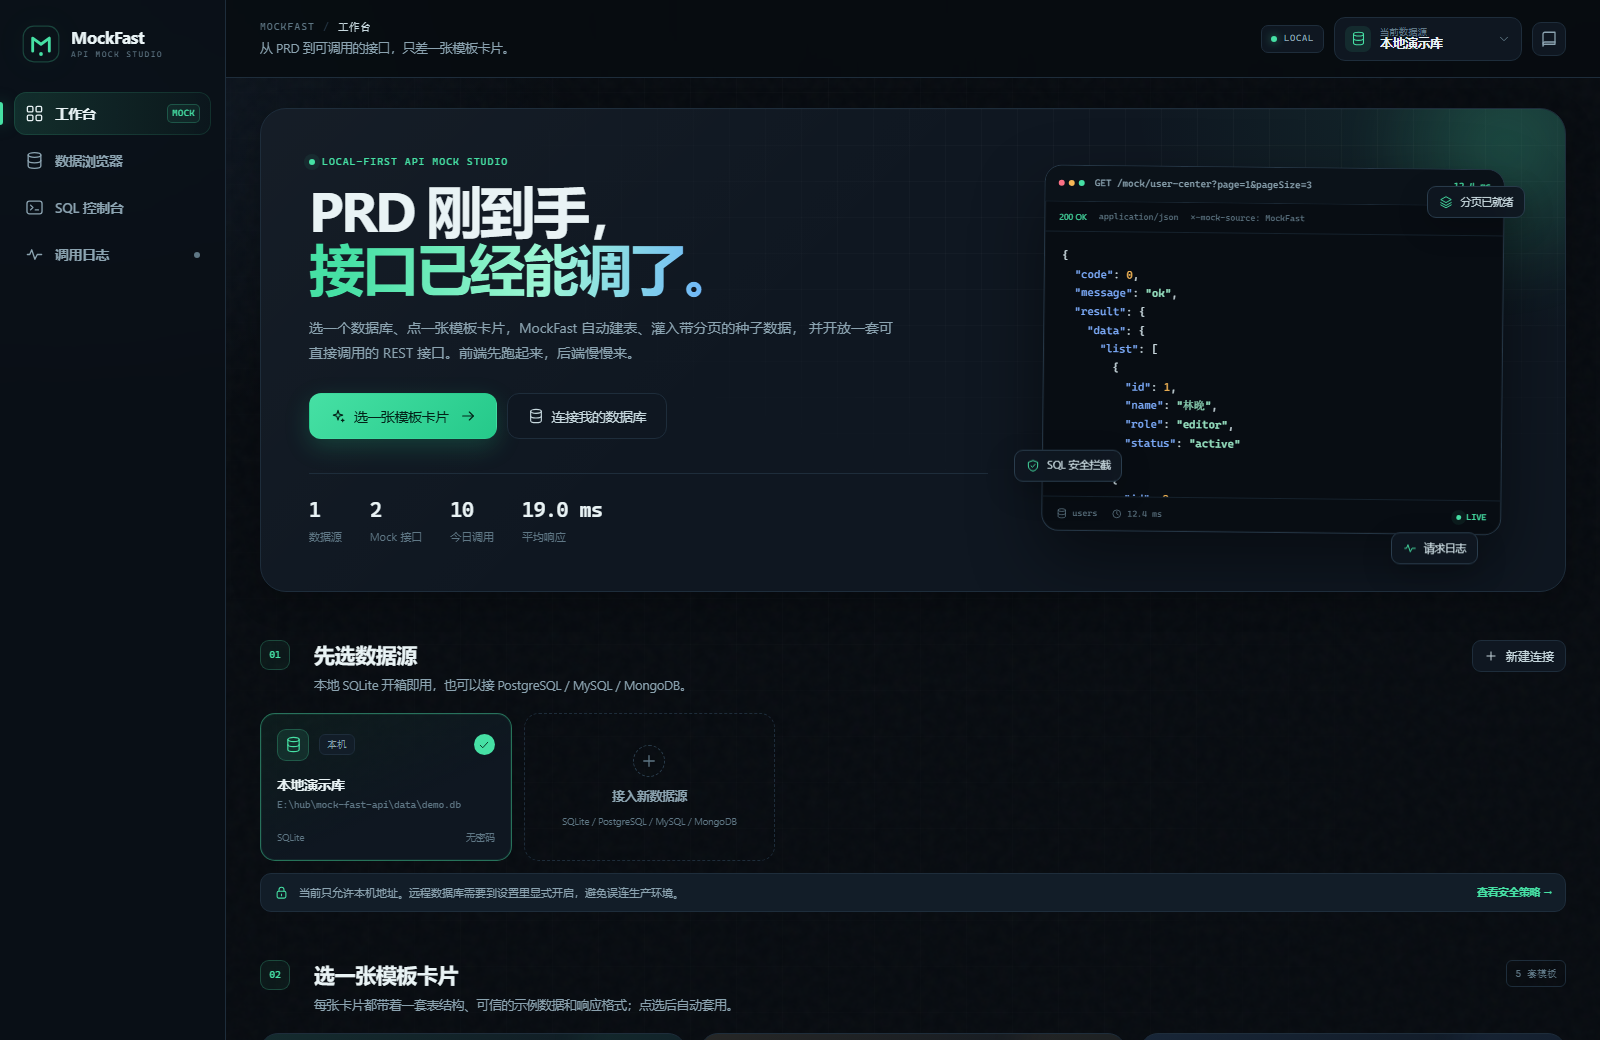 MockFast
API MOCK STUDIO
工作台
MOCK
数据浏览器
SQL 控制台
调用日志
MOCKFAST / 工作台
从 PRD 到可调用的接口，只差一张模板卡片。
LOCAL
当前数据源
本地演示库
LOCAL-FIRST API MOCK STUDIO
PRD 刚到手，
接口已经能调了。
选一个数据库、点一张模板卡片，MockFast 自动建表、灌入带分页的种子数据， 并开放一套可
直接调用的 REST 接口。前端先跑起来，后端慢慢来。
选一张模板卡片 →
连接我的数据库
1
数据源
2
Mock 接口
10
今日调用
19.0 ms
平均响应
GET /mock/user-center?page=1&pageSize=3
分页已就绪
200 OK application/json x-mock-source: MockFast
{
"code": 0,
"message": "ok",
"result": {
"data": {
"list": [
{
"id": 1,
"name": "林晚",
"role": "editor",
"status": "active"
SQL 安全拦截
users
12.4 ms
LIVE
请求日志
01
先选数据源
本地 SQLite 开箱即用，也可以接 PostgreSQL / MySQL / MongoDB。
+ 新建连接
本机
本地演示库
E:\hub\mock-fast-api\data\demo.db
SQLite
无密码
接入新数据源
SQLite / PostgreSQL / MySQL / MongoDB
当前只允许本机地址。远程数据库需要到设置里显式开启，避免误连生产环境。
查看安全策略 →
02
选一张模板卡片
每张卡片都带着一套表结构、可信的示例数据和响应格式；点选后自动套用。
5 套模板